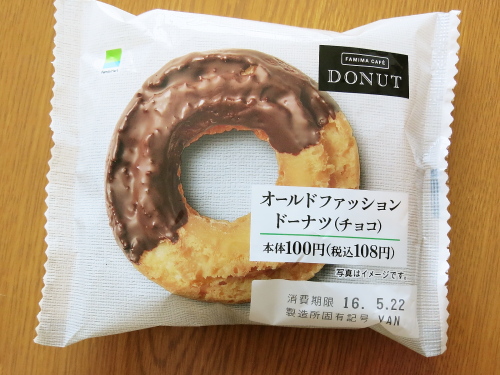 FAMIMA CAFÉ
DONUT
オールドファッション
ドーナツ(チョコ)
本体100円(税込108円)
写真はイメージです。
消費期限 16. 5.22
製造所固有記号 YAN